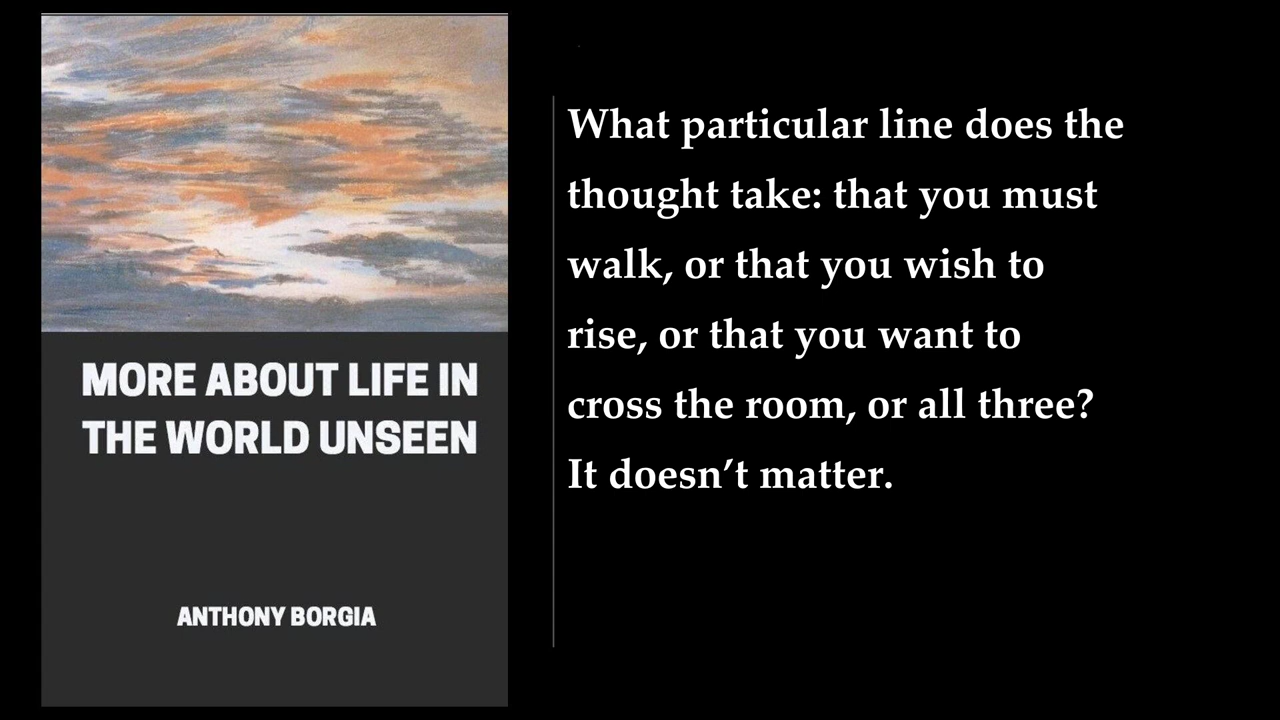 MORE ABOUT LIFE IN
THE WORLD UNSEEN
ANTHONY BORGIA
What particular line does the
thought take: that you must
walk, or that you wish to
rise, or that you want to
cross the room, or all three?
It doesn’t matter.